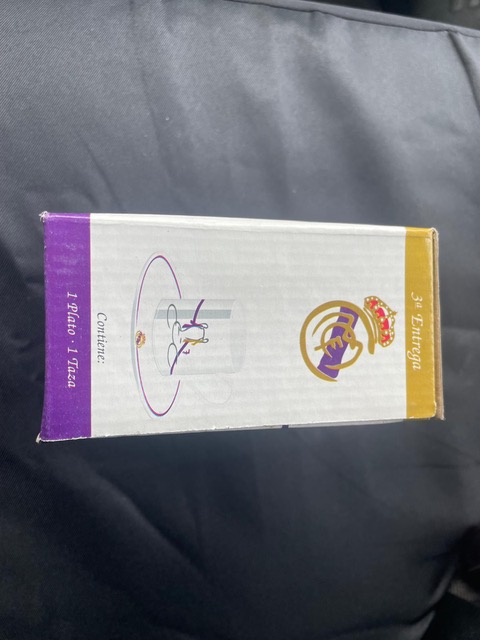 3ª Entrega
Contiene:
1 Plato · 1 Taza